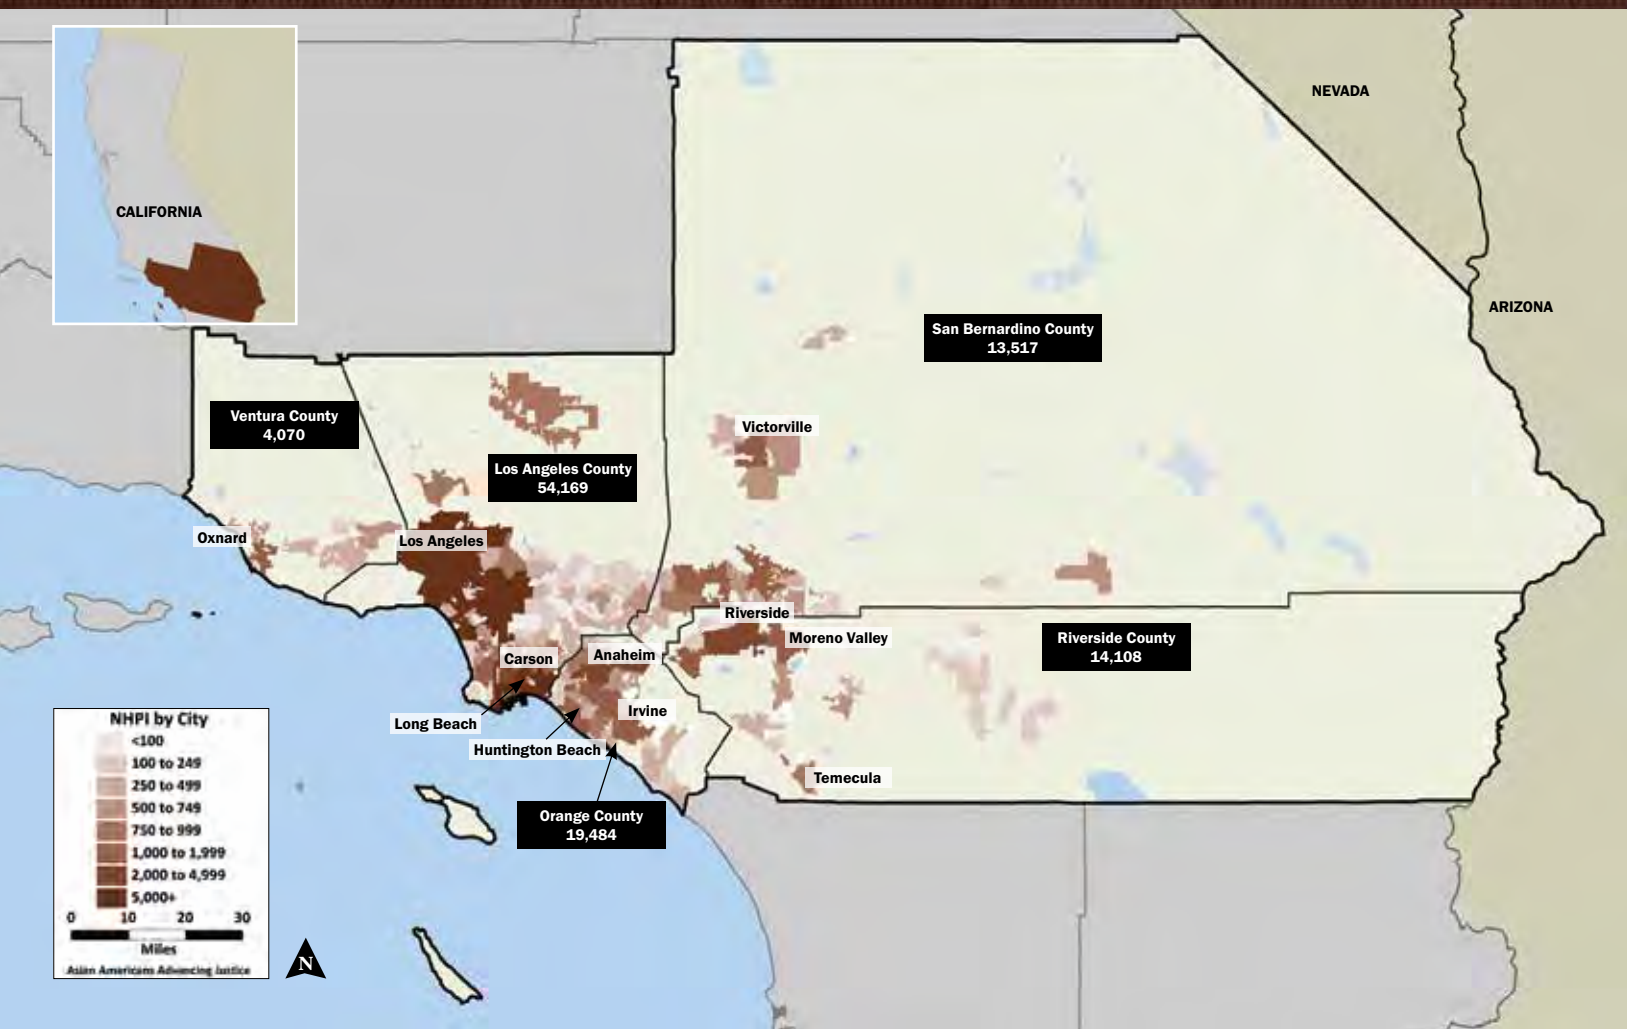 CALIFORNIA
NEVADA
ARIZONA
San Bernardino County
13,517
Ventura County
4,070
Victorville
Los Angeles County
54,169
Oxnard
Los Angeles
Riverside
Moreno Valley
Riverside County
14,108
Carson
Anaheim
Irvine
Long Beach
Huntington Beach
Temecula
Orange County
19,484
NHPI by City
<100
100 to 249
250 to 499
500 to 749
750 to 999
1,000 to 1,999
2,000 to 4,999
5,000+
0 10 20 30
Miles
Asian Americans Advancing Justice
N